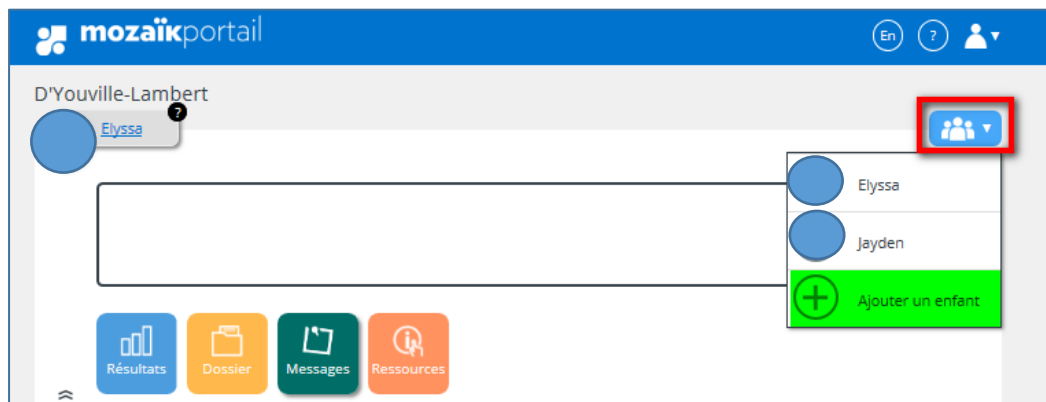 mozaïkportail
En
?
D'Youville-Lambert
Elyssa
?
Elyssa
Jayden
Ajouter un enfant
Résultats
Dossier
Messages
Ressources